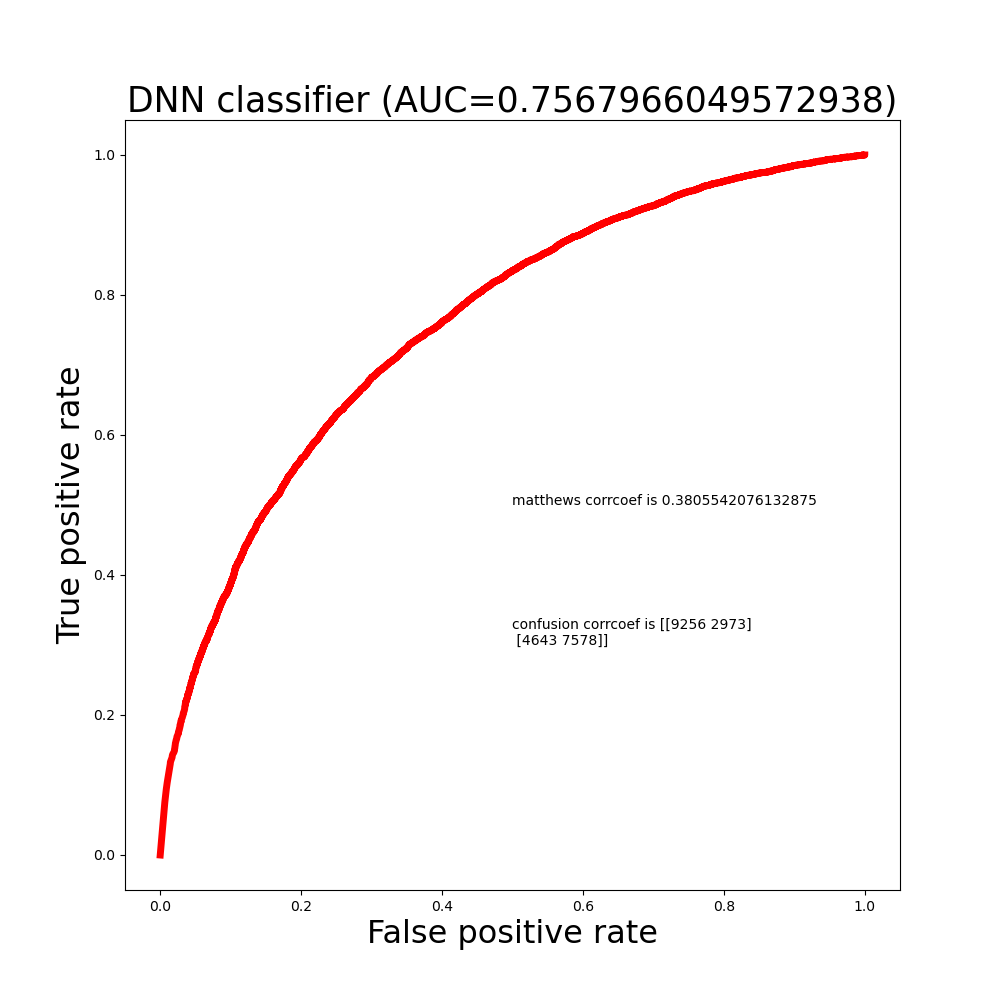 DNN classifier (AUC=0.7567966049572938)
True positive rate
1.0
0.8
0.6
0.4
0.2
0.0
matthews corrcoef is 0.3805542076132875
confusion corrcoef is [[9256 2973]
[4643 7578]]
0.0 0.2 0.4 0.6 0.8 1.0
False positive rate